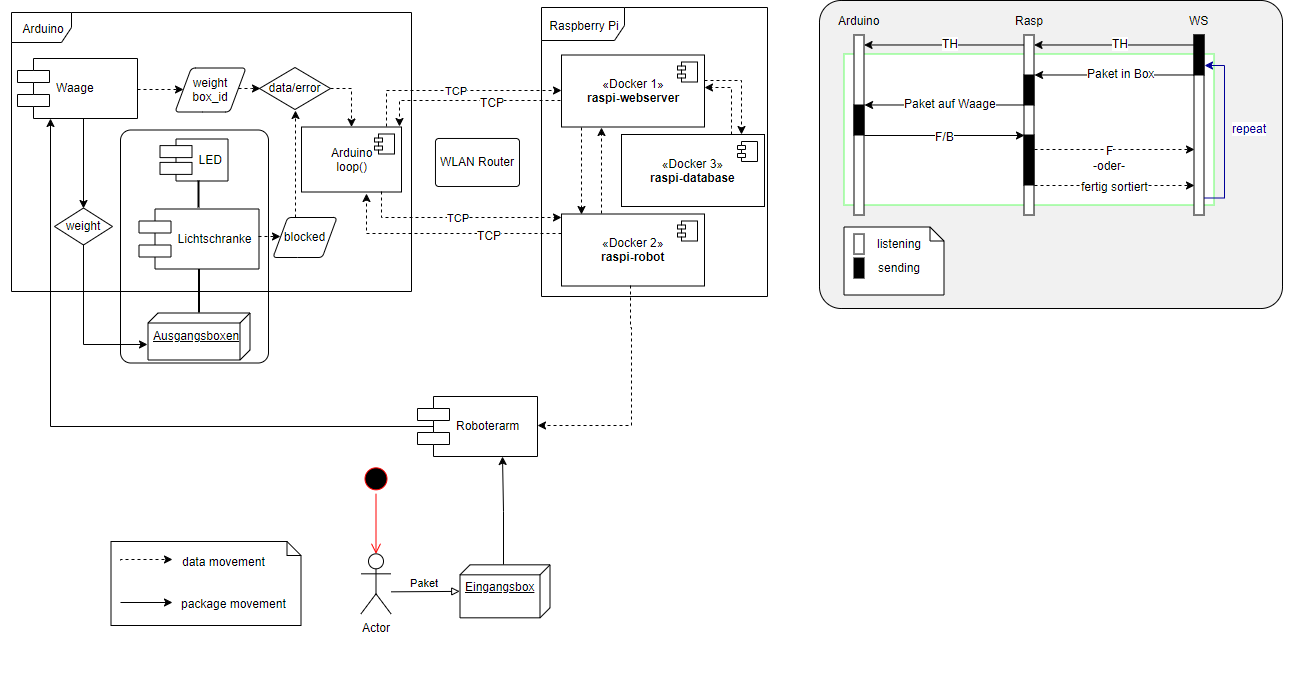 Arduino
Waage
weight
box_id
data/error
LED
Arduino
loop()
weight
Lichtschranke
blocked
Ausgangsboxen
TCP
TCP
WLAN Router
TCP
TCP
Raspberry Pi
«Docker 1»
raspi-webserver
«Docker 3»
raspi-database
«Docker 2»
raspi-robot
Roboterarm
data movement
package movement
Paket
Eingangsbox
Actor
Arduino
Rasp
WS
TH
TH
Paket in Box
Paket auf Waage
F/B
F
-oder-
fertig sortiert
repeat
listening
sending